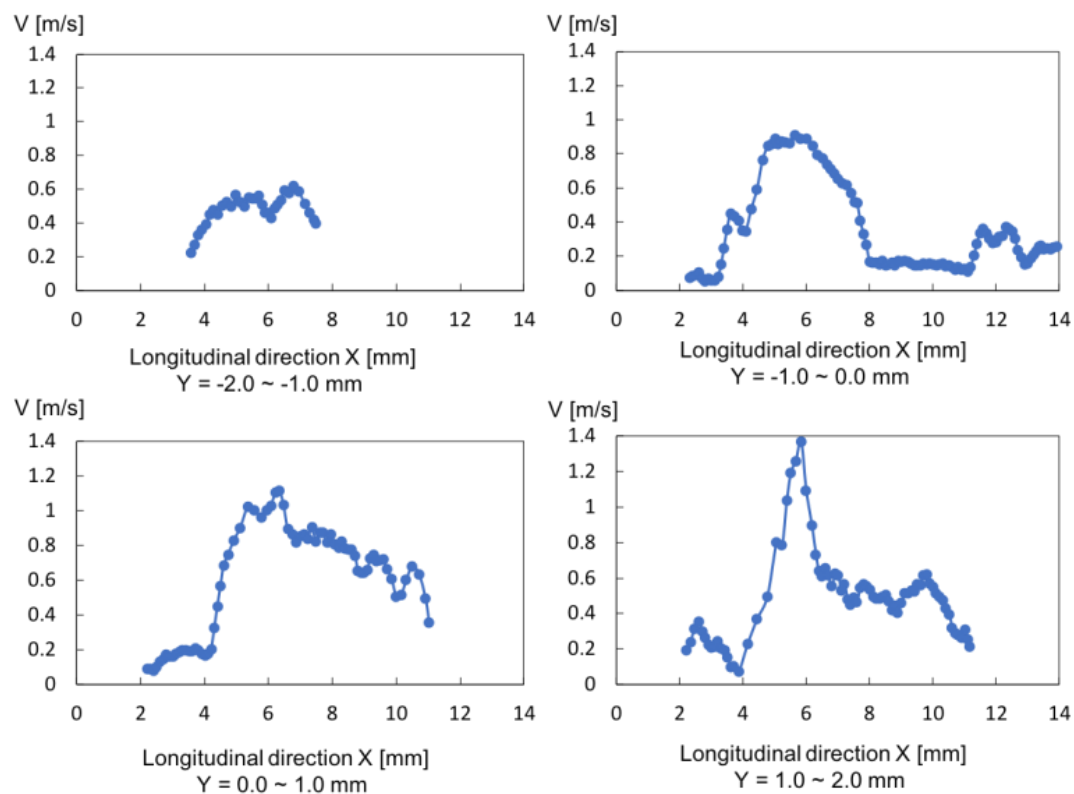 V [m/s]
1.4
1.2
1
0.8
0.6
0.4
0.2
0
0 2 4 6 8 10 12 14
Longitudinal direction X [mm]
Y = -2.0 ~ -1.0 mm
V [m/s]
1.4
1.2
1
0.8
0.6
0.4
0.2
0
0 2 4 6 8 10 12 14
Longitudinal direction X [mm]
Y = -1.0 ~ 0.0 mm
V [m/s]
1.4
1.2
1
0.8
0.6
0.4
0.2
0
0 2 4 6 8 10 12 14
Longitudinal direction X [mm]
Y = 0.0 ~ 1.0 mm
V [m/s]
1.4
1.2
1
0.8
0.6
0.4
0.2
0
0 2 4 6 8 10 12 14
Longitudinal direction X [mm]
Y = 1.0 ~ 2.0 mm